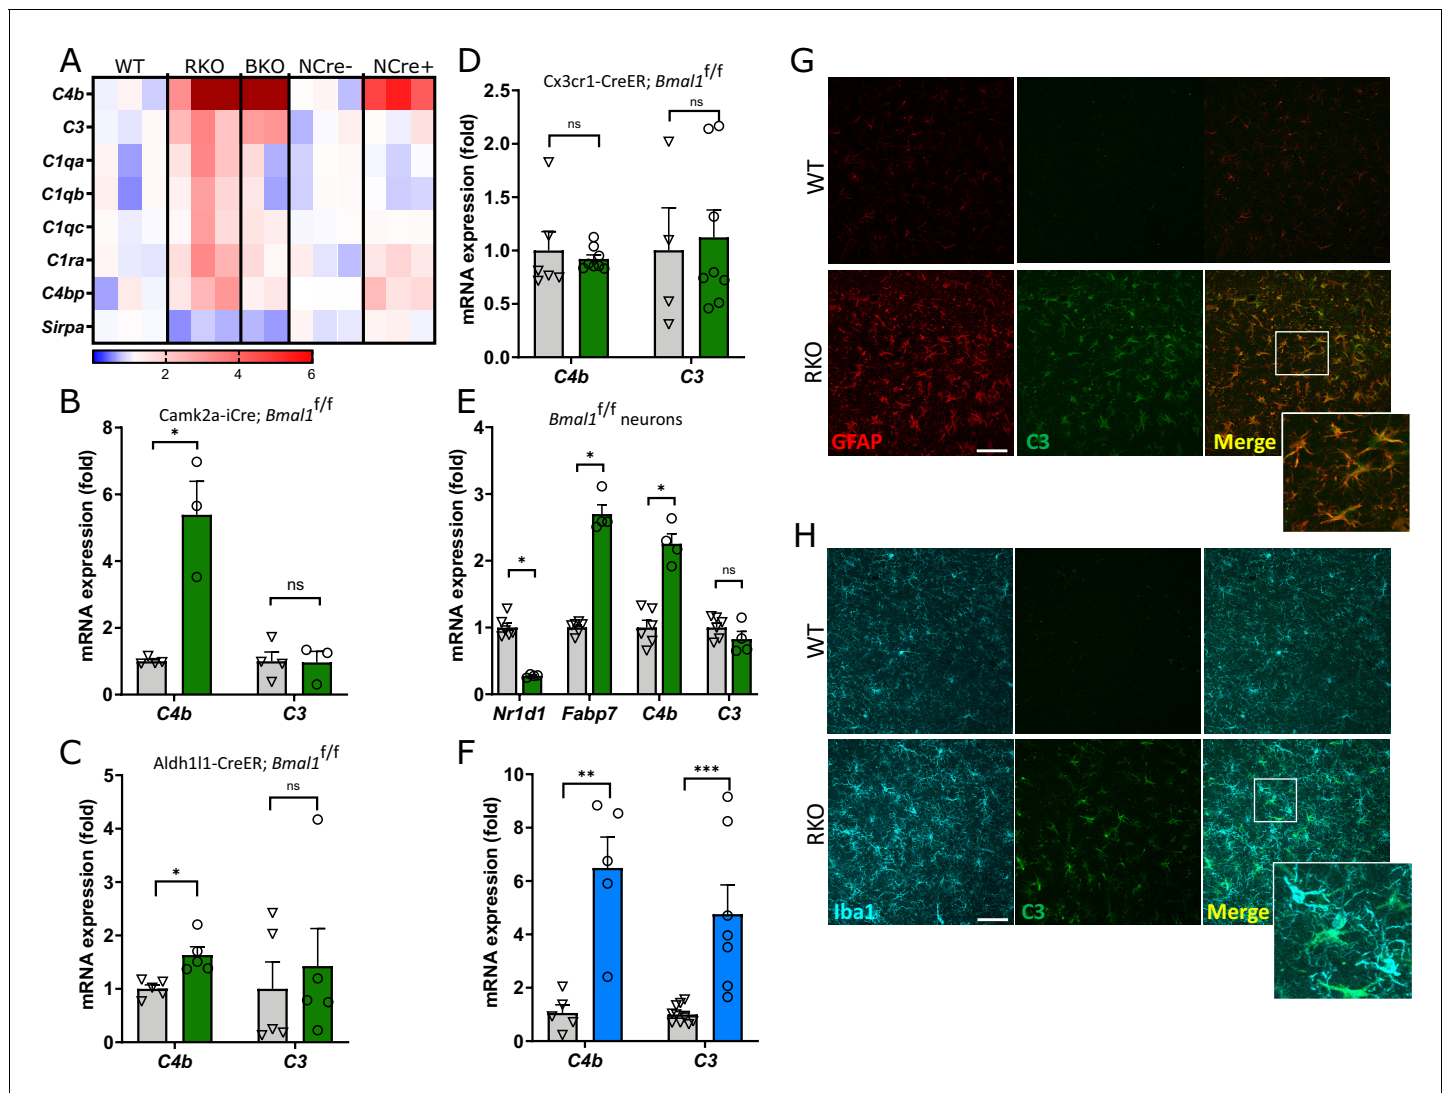 A
WT RKO BKO NCre- NCre+
C4b
C3
C1qa
C1qb
C1qc
C1ra
C4bp
Sirpa
2 4 6
B
Camk2a-iCre; Bmal1f/f
mRNA expression (fold)
8
6
4
2
0
*
ns
C4b C3
C
Aldh1l1-CreER; Bmal1f/f
mRNA expression (fold)
5
4
3
2
1
0
*
ns
C4b C3
D
Cx3cr1-CreER; Bmal1f/f
mRNA expression (fold)
2.5
2.0
1.5
1.0
0.5
0.0
ns
ns
C4b C3
E
Bmal1f/f neurons
mRNA expression (fold)
4
3
2
1
0
*
*
*
ns
Nr1d1 Fabp7 C4b C3
F
mRNA expression (fold)
10
8
6
4
2
0
**
***
C4b C3
G
WT
RKO
GFAP C3 Merge
H
WT
RKO
Iba1 C3 Merge